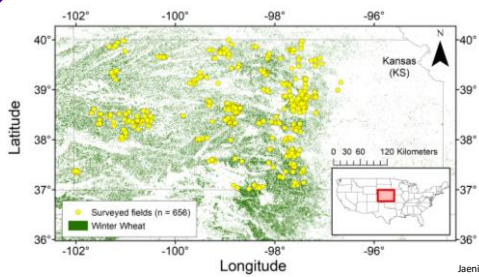 -102° -100° -98° -96°
40° 40°
N
Kansas
(KS)
39° 39°
Latitude
38° 38°
0 30 60 120 Kilometers
37° 37°
Surveyed fields (n = 656)
Winter Wheat
36° 36°
-102° -100° -98° -96°
Longitude
Jaeni